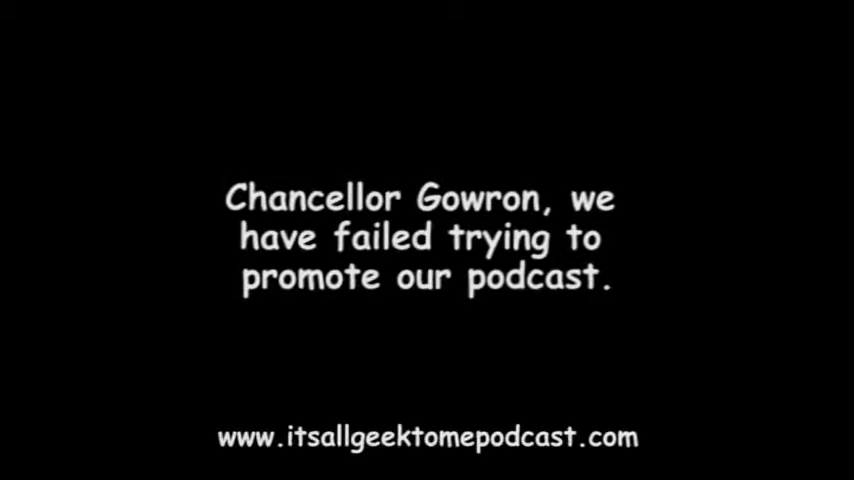 Chancellor Gowron, we
have failed trying to
promote our podcast.
www.itsallgeektomepodcast.com